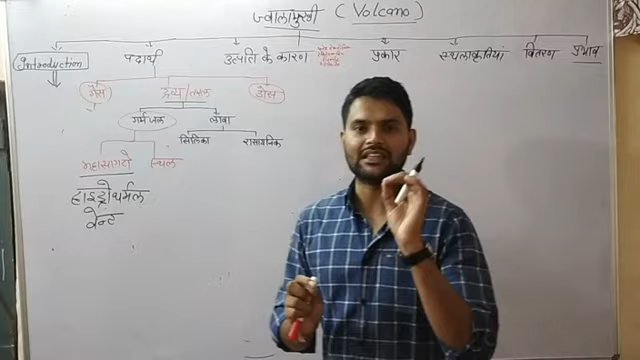 ज्वालामुखी (Volcano)
Introduction पदार्थ उत्पत्ति के कारण प्रकार स्थलाकृतियां वितरण प्रभाव
गैस द्रव्य/तरल ठोस
गर्म जल लावा
सिलिका रासायनिक
महासागरों स्थल
हाइड्रोथर्मल
वेन्ट